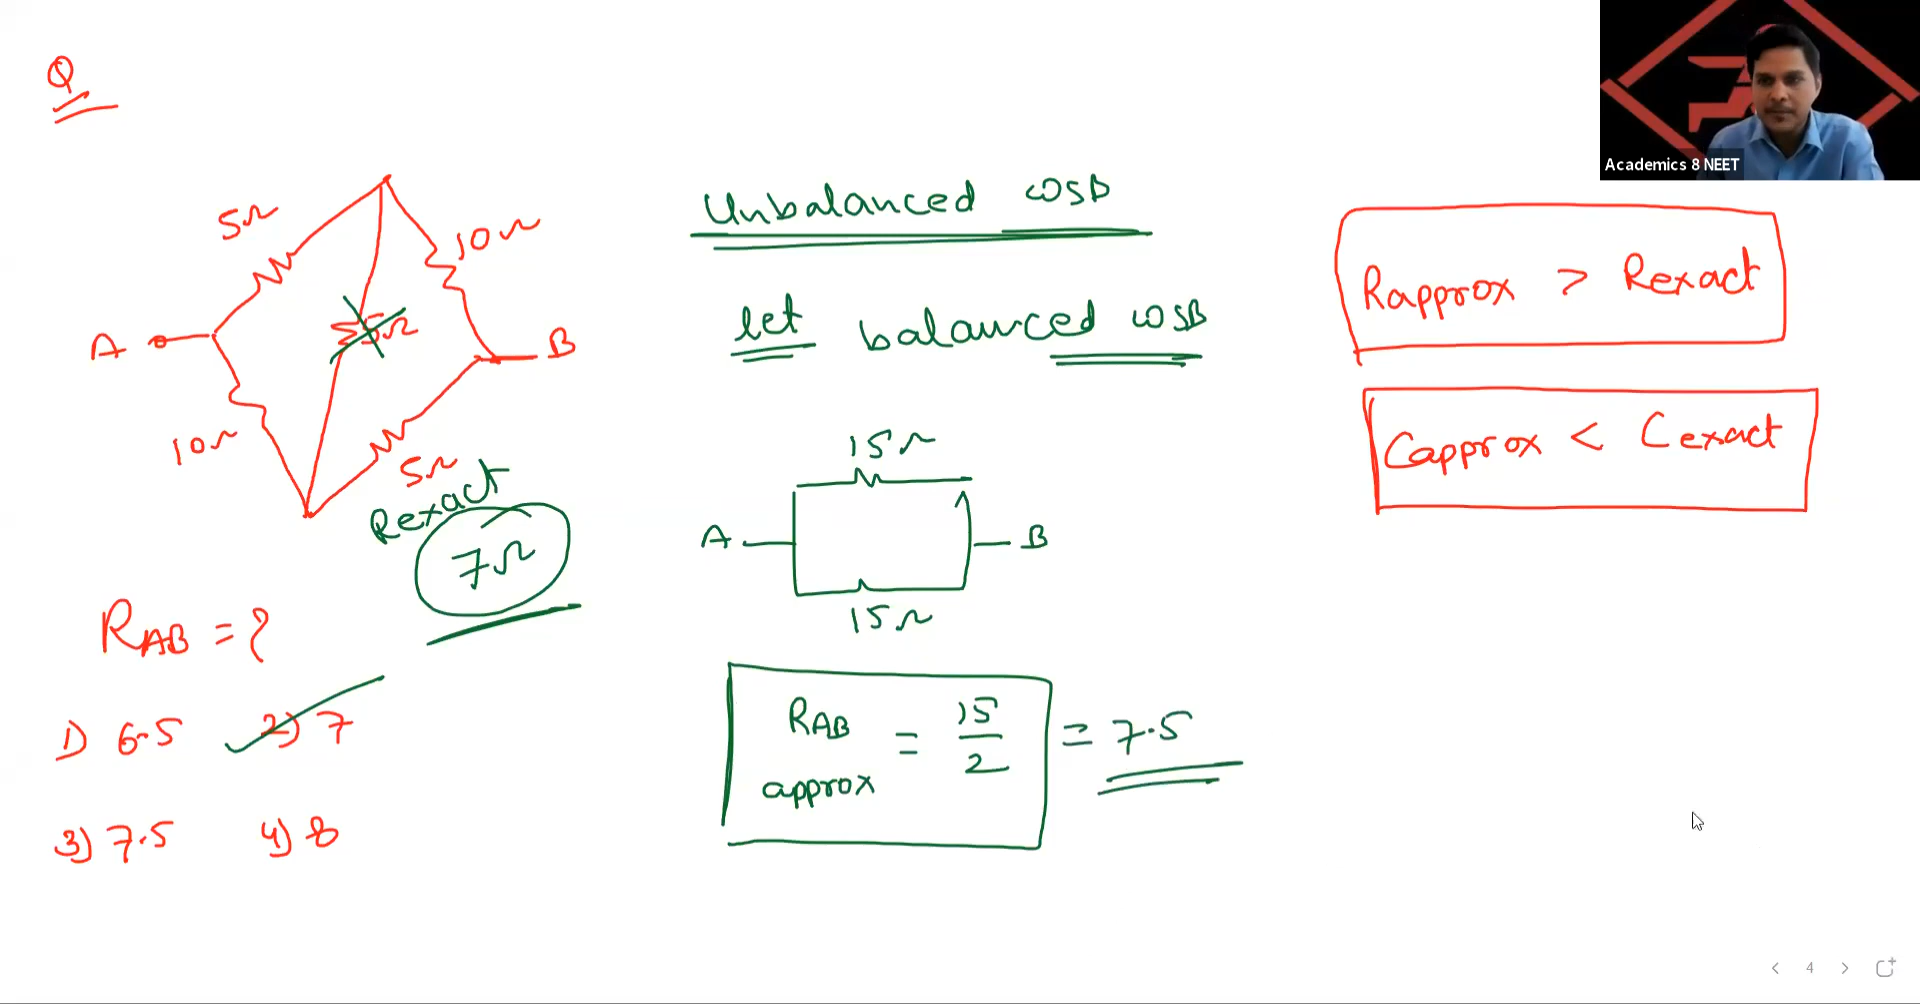 Q
Academics 8 NEET
5Ω
10Ω
5Ω
A
B
10Ω
5Ω
Rexact
7Ω
RAB = ?
1) 6.5 2) 7
3) 7.5 4) 8
Unbalanced WSB
let balanced WSB
15Ω
A
B
15Ω
RAB approx = 15/2 = 7.5
Rapprox > Rexact
Capprox < Cexact
4